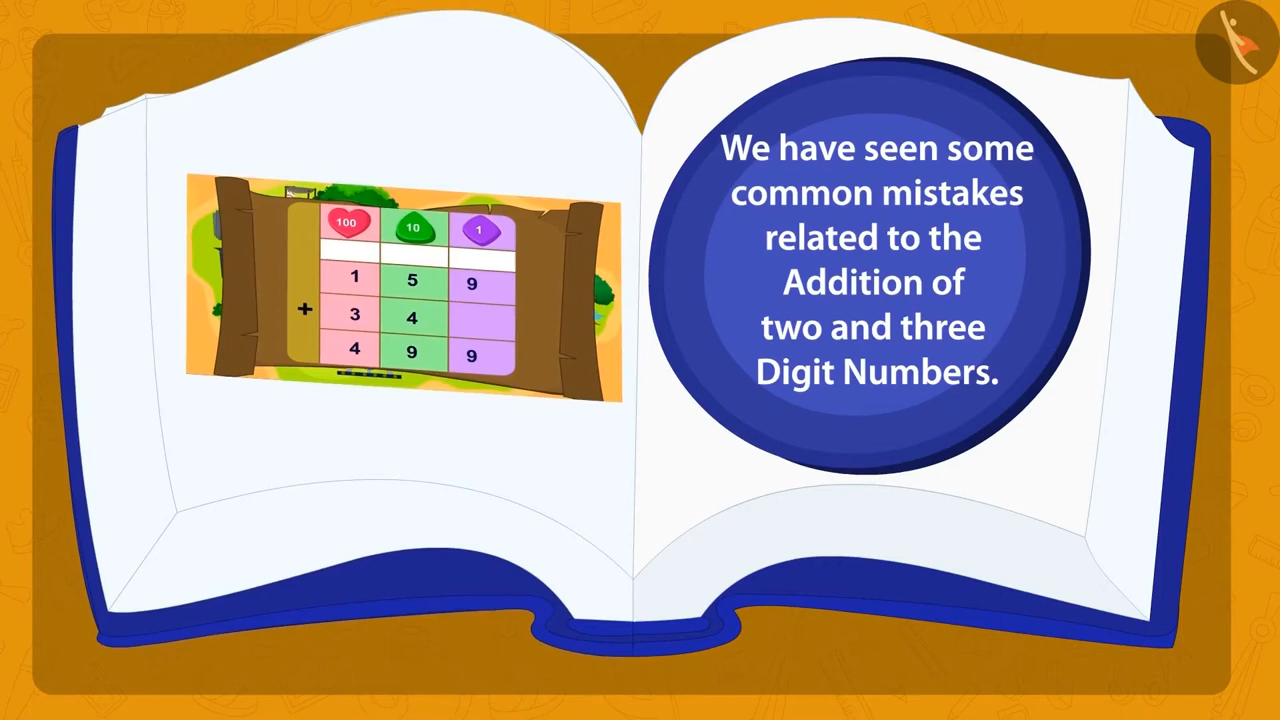 100 10 1
1 5 9
+ 3 4
4 9 9
We have seen some
common mistakes
related to the
Addition of
two and three
Digit Numbers.